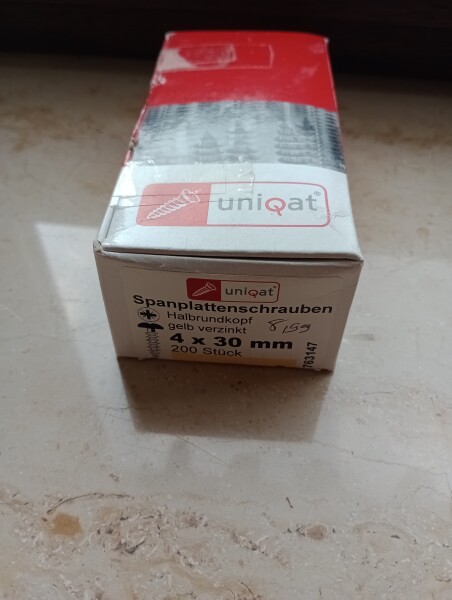 uniQat®
uniQat®
Spanplattenschrauben
Halbrundkopf
gelb verzinkt
4 x 30 mm
200 Stück
763147